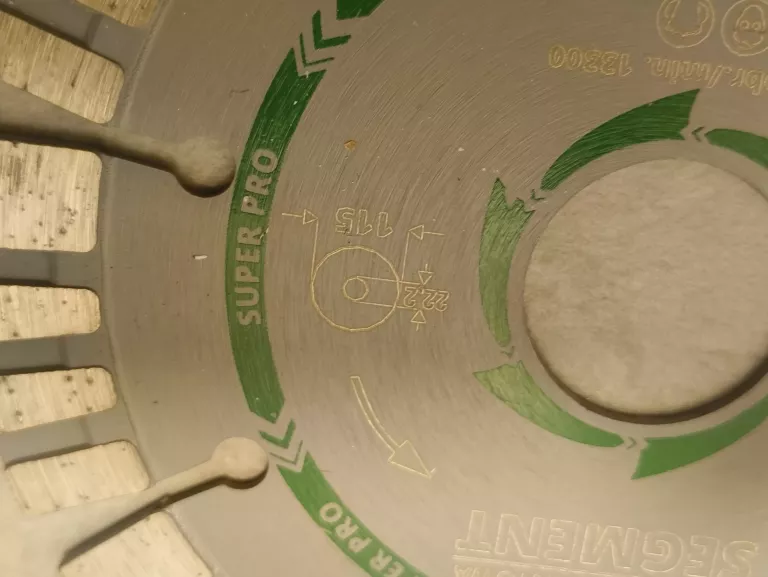 obr./min. 13300
SUPER PRO
115
22.2
ER PRO
SEGMENT